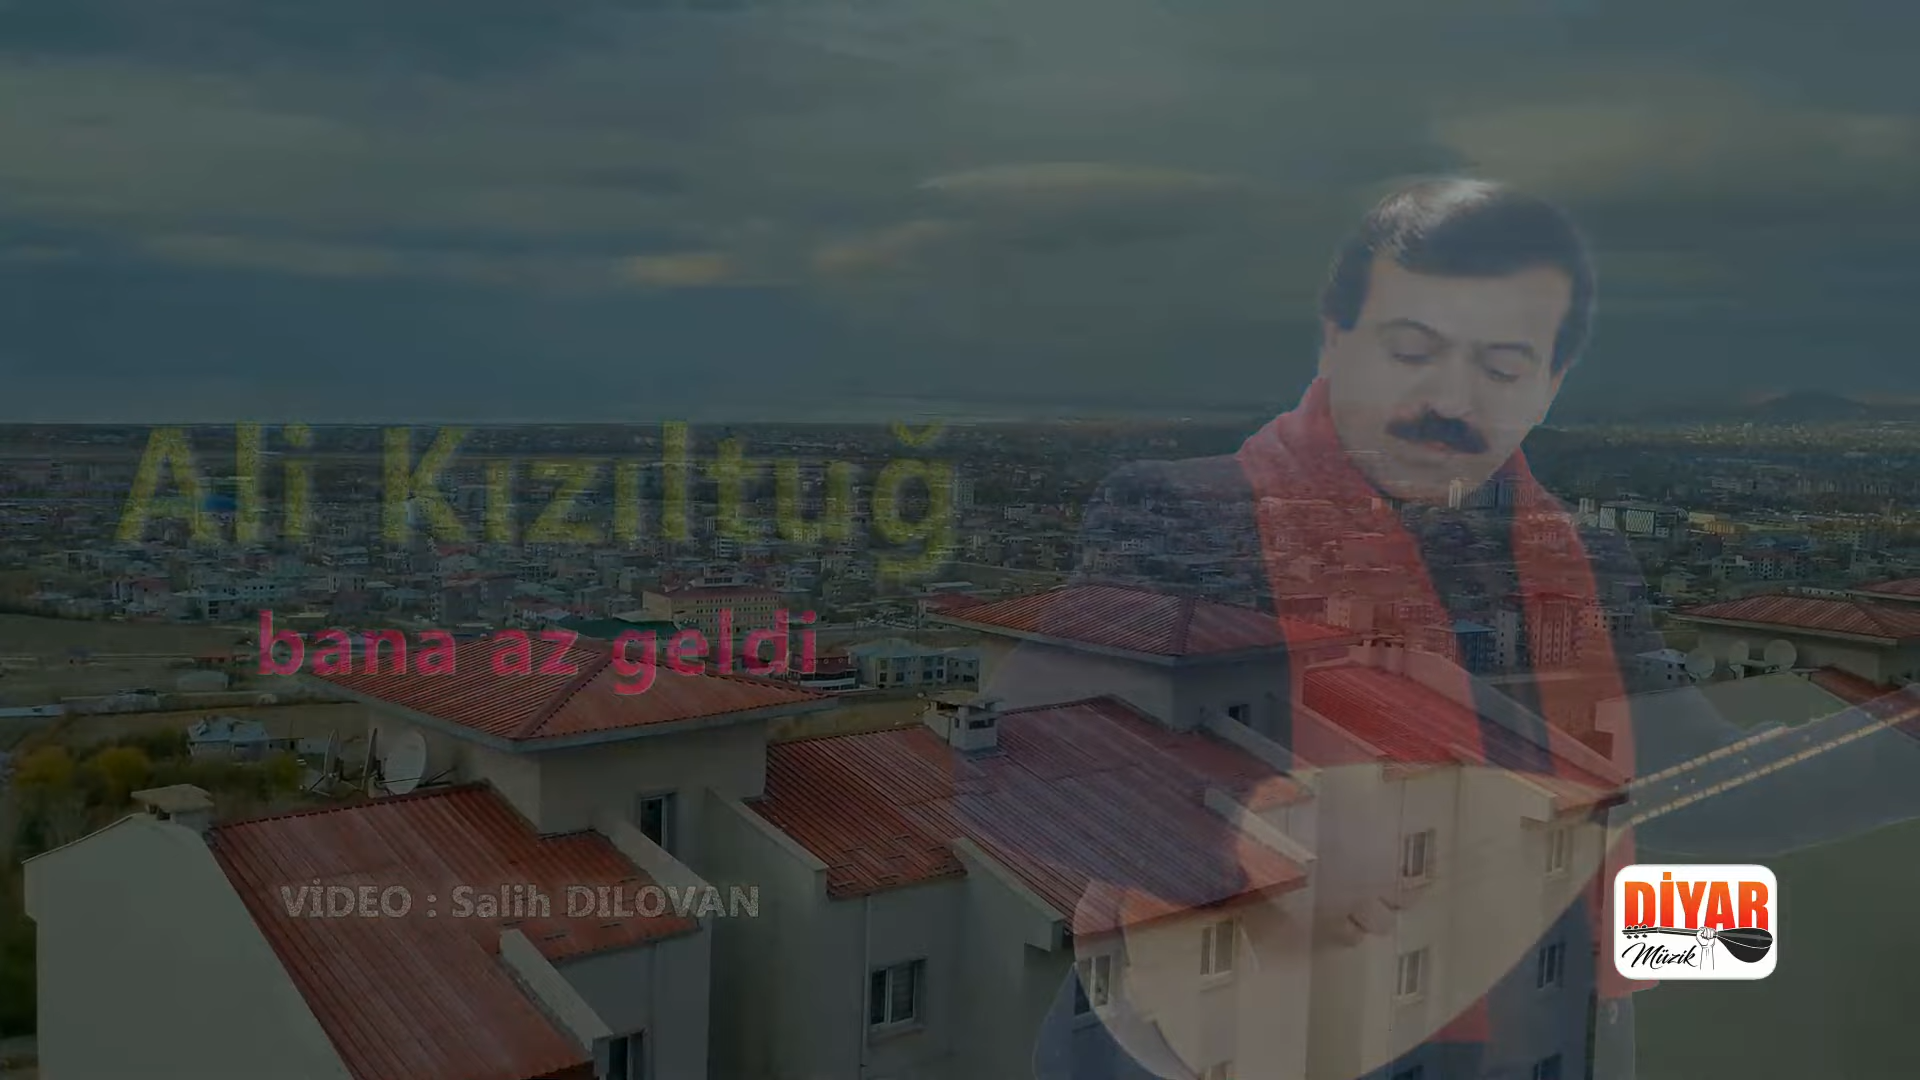 Ali Kızıltuğ
bana az geldi
VİDEO : Salih DILOVAN
DİYAR
Müzik